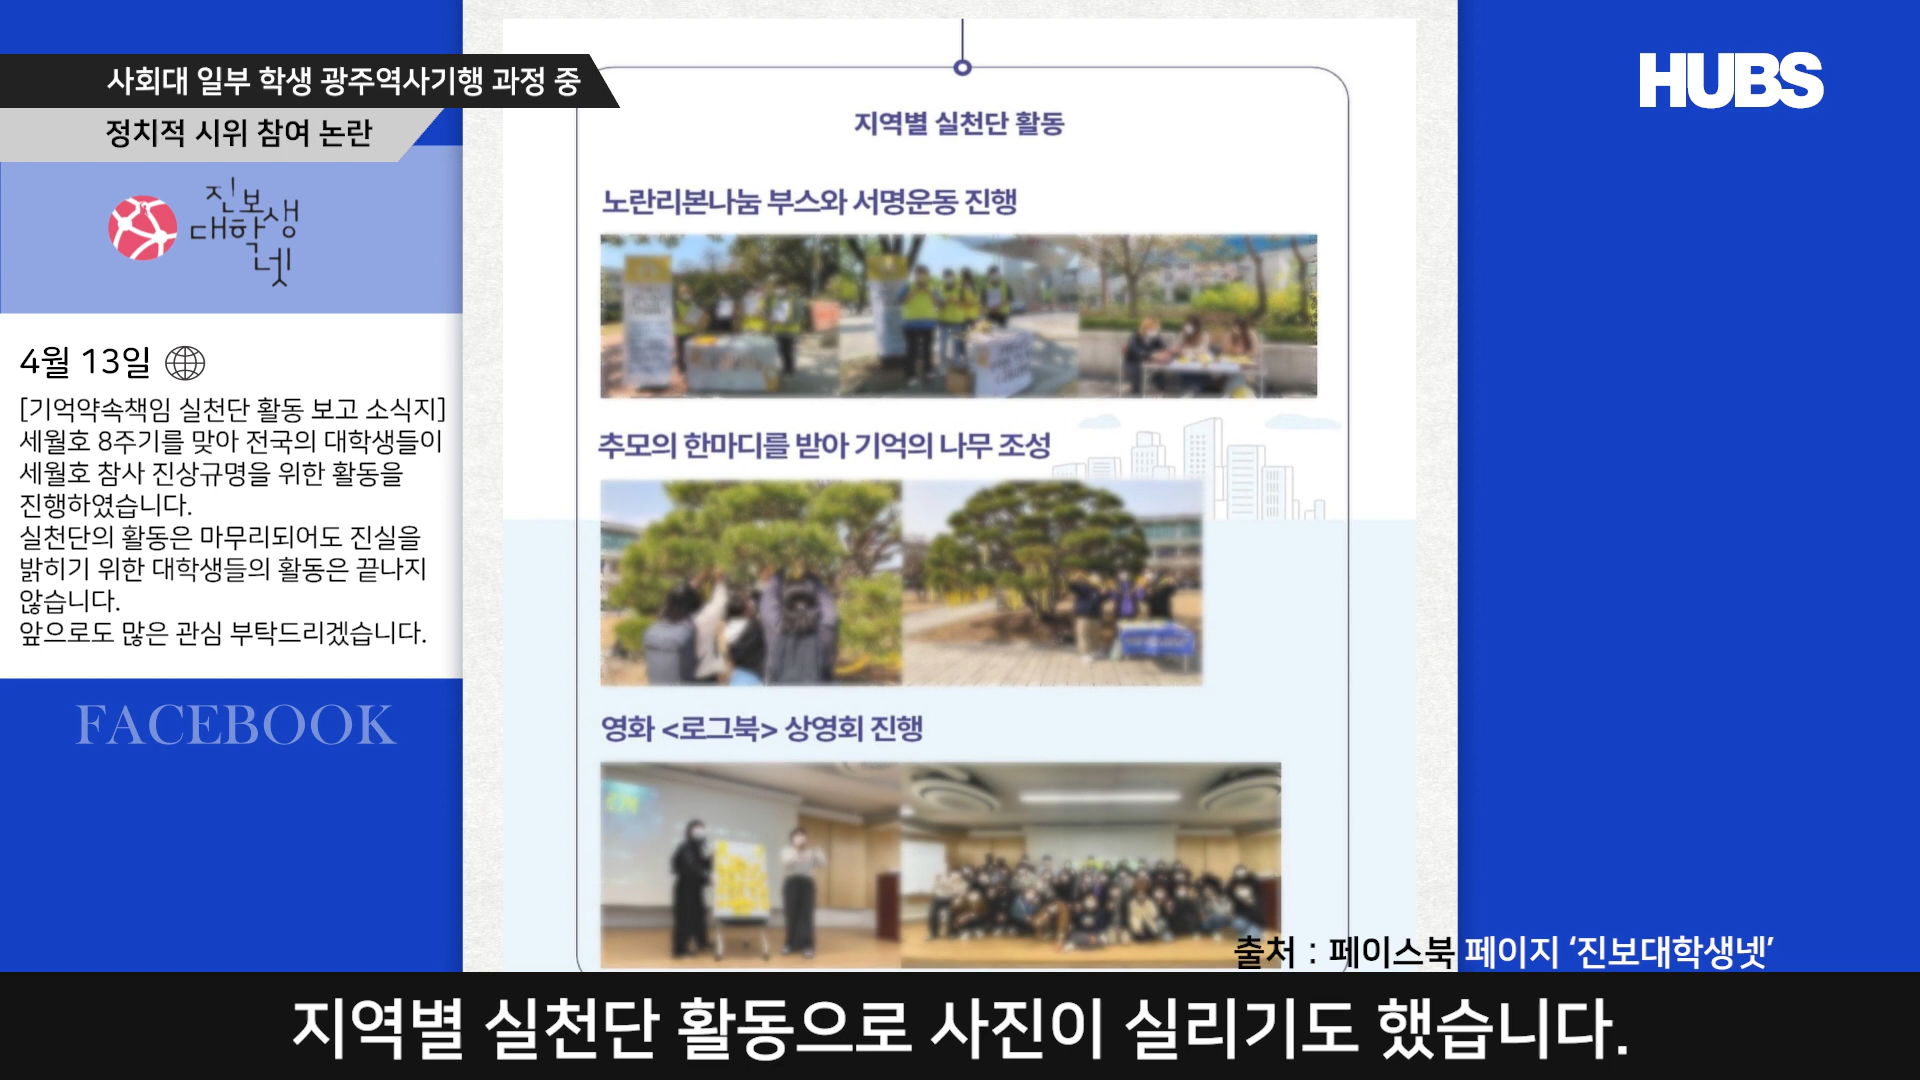 사회대 일부 학생 광주역사기행 과정 중
정치적 시위 참여 논란
HUBS
진보
대학생
넷
4월 13일
[기억약속책임 실천단 활동 보고 소식지]
세월호 8주기를 맞아 전국의 대학생들이
세월호 참사 진상규명을 위한 활동을
진행하였습니다.
실천단의 활동은 마무리되어도 진실을
밝히기 위한 대학생들의 활동은 끝나지
않습니다.
앞으로도 많은 관심 부탁드리겠습니다.
FACEBOOK
지역별 실천단 활동
노란리본나눔 부스와 서명운동 진행
추모의 한마디를 받아 기억의 나무 조성
영화 <로그북> 상영회 진행
출처 : 페이스북 페이지 ‘진보대학생넷’
지역별 실천단 활동으로 사진이 실리기도 했습니다.